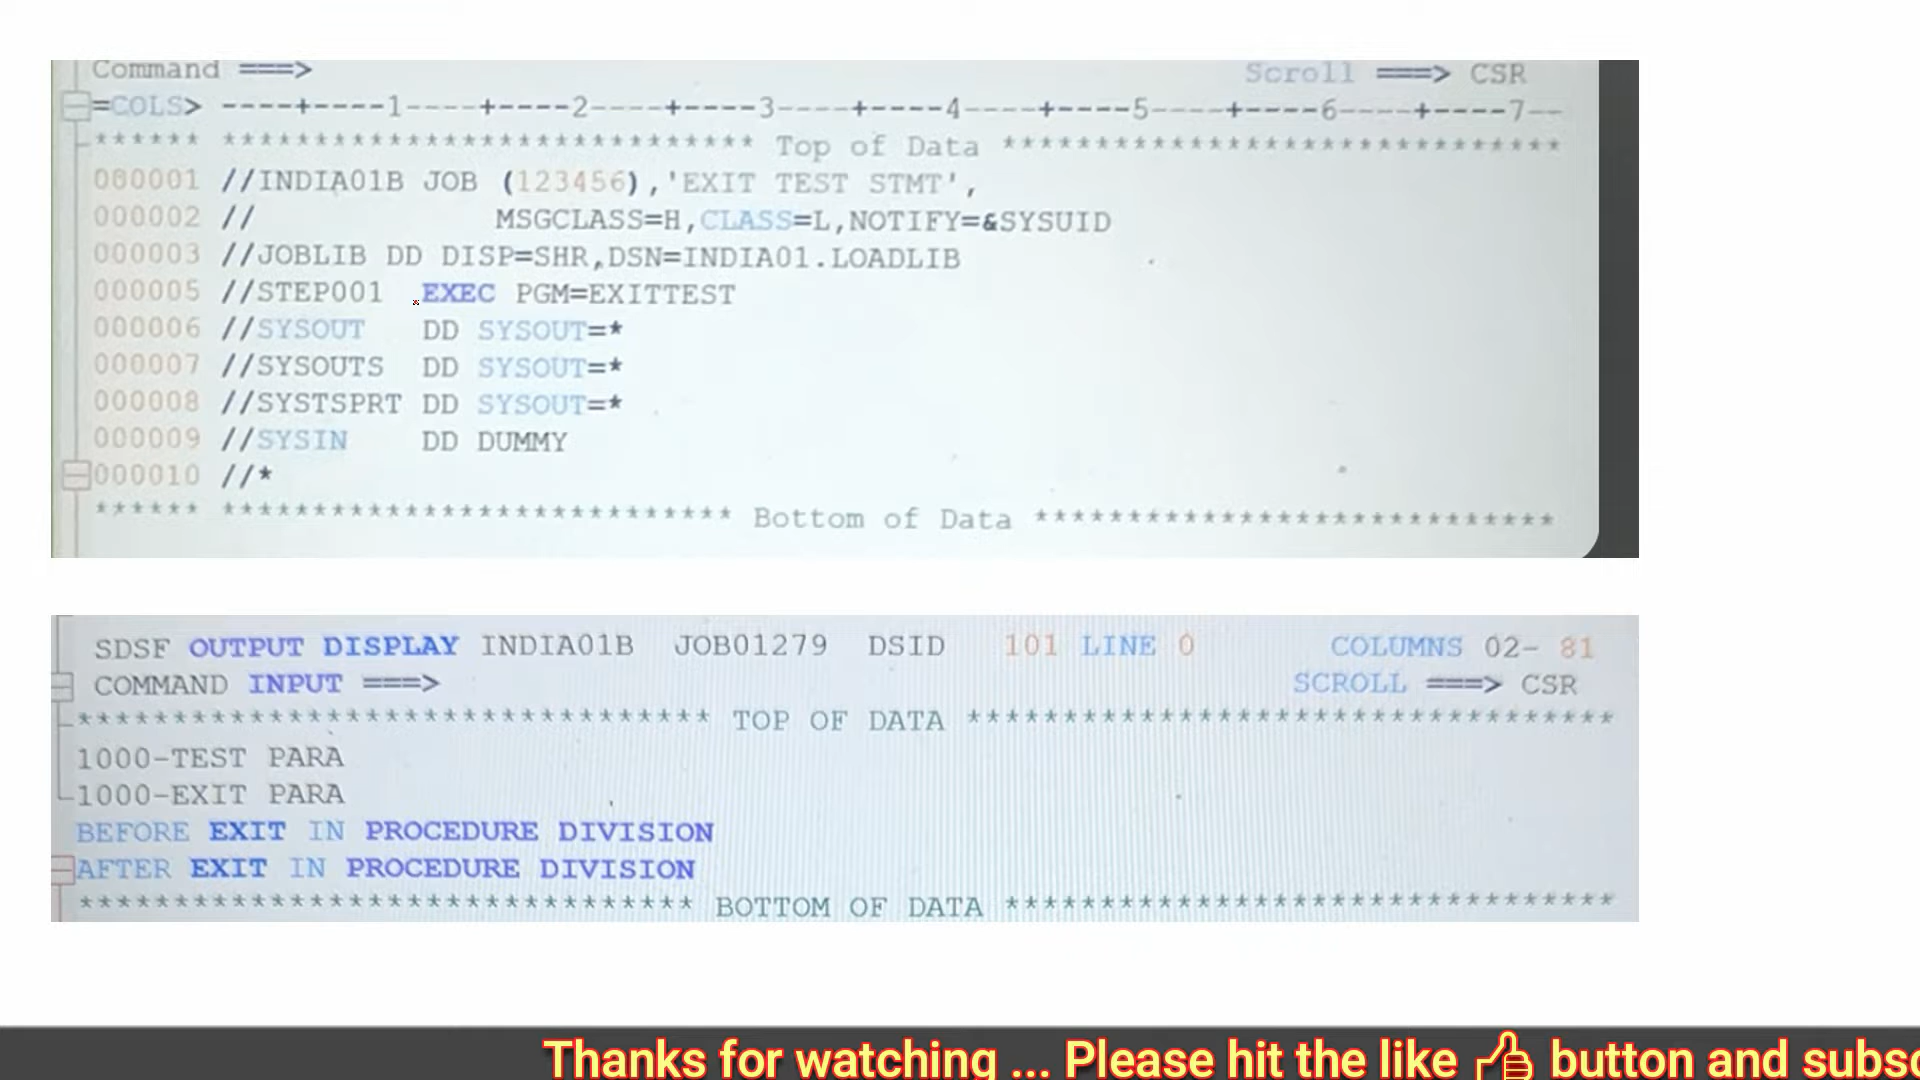 Command ===> Scroll ===> CSR
=COLS> ----+----1----+----2----+----3----+----4----+----5----+----6----+----7--
****** ***************************** Top of Data ******************************
080001 //INDIA01B JOB (123456),'EXIT TEST STMT',
000002 // MSGCLASS=H,CLASS=L,NOTIFY=&SYSUID
000003 //JOBLIB DD DISP=SHR,DSN=INDIA01.LOADLIB
000005 //STEP001 EXEC PGM=EXITTEST
000006 //SYSOUT DD SYSOUT=*
000007 //SYSOUTS DD SYSOUT=*
000008 //SYSTSPRT DD SYSOUT=*
000009 //SYSIN DD DUMMY
000010 //*
****** **************************** Bottom of Data ****************************
SDSF OUTPUT DISPLAY INDIA01B JOB01279 DSID 101 LINE 0 COLUMNS 02- 81
COMMAND INPUT ===> SCROLL ===> CSR
********************************* TOP OF DATA **********************************
1000-TEST PARA
1000-EXIT PARA
BEFORE EXIT IN PROCEDURE DIVISION
AFTER EXIT IN PROCEDURE DIVISION
******************************** BOTTOM OF DATA ********************************
Thanks for watching ... Please hit the like 👍 button and subsc